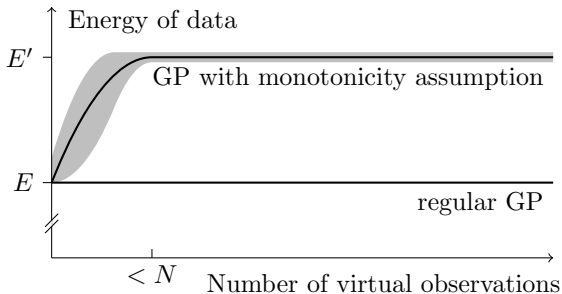 Energy of data
E′
GP with monotonicity assumption
E
regular GP
< N
Number of virtual observations